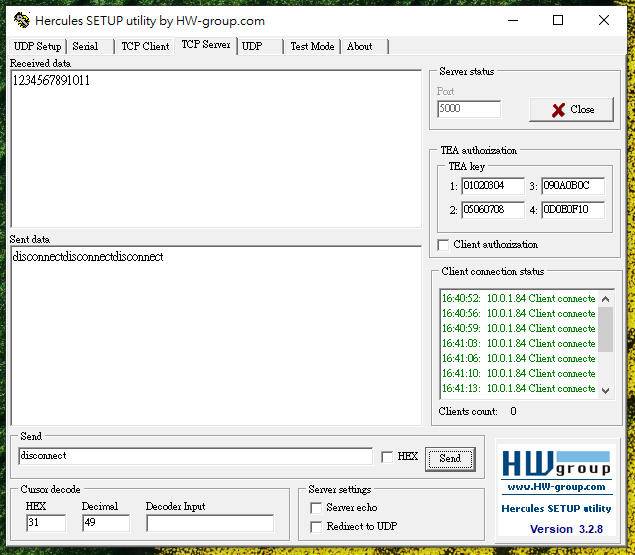 Hercules SETUP utility by HW-group.com
UDP Setup Serial TCP Client TCP Server UDP Test Mode About
Received data
1234567891011
Sent data
disconnectdisconnectdisconnect
Server status
Port
5000 Close
TEA authorization
TEA key
1: 01020304 3: 090A0B0C
2: 05060708 4: 0D0E0F10
Client authorization
Client connection status
16:40:52: 10.0.1.84 Client connecte
16:40:56: 10.0.1.84 Client connecte
16:40:59: 10.0.1.84 Client connecte
16:41:03: 10.0.1.84 Client connecte
16:41:06: 10.0.1.84 Client connecte
16:41:10: 10.0.1.84 Client connecte
16:41:13: 10.0.1.84 Client connecte
Clients count: 0
Send
disconnect HEX Send
Cursor decode
HEX Decimal Decoder Input
31 49
Server settings
Server echo
Redirect to UDP
HWgroup
www.HW-group.com
Hercules SETUP utility
Version 3.2.8